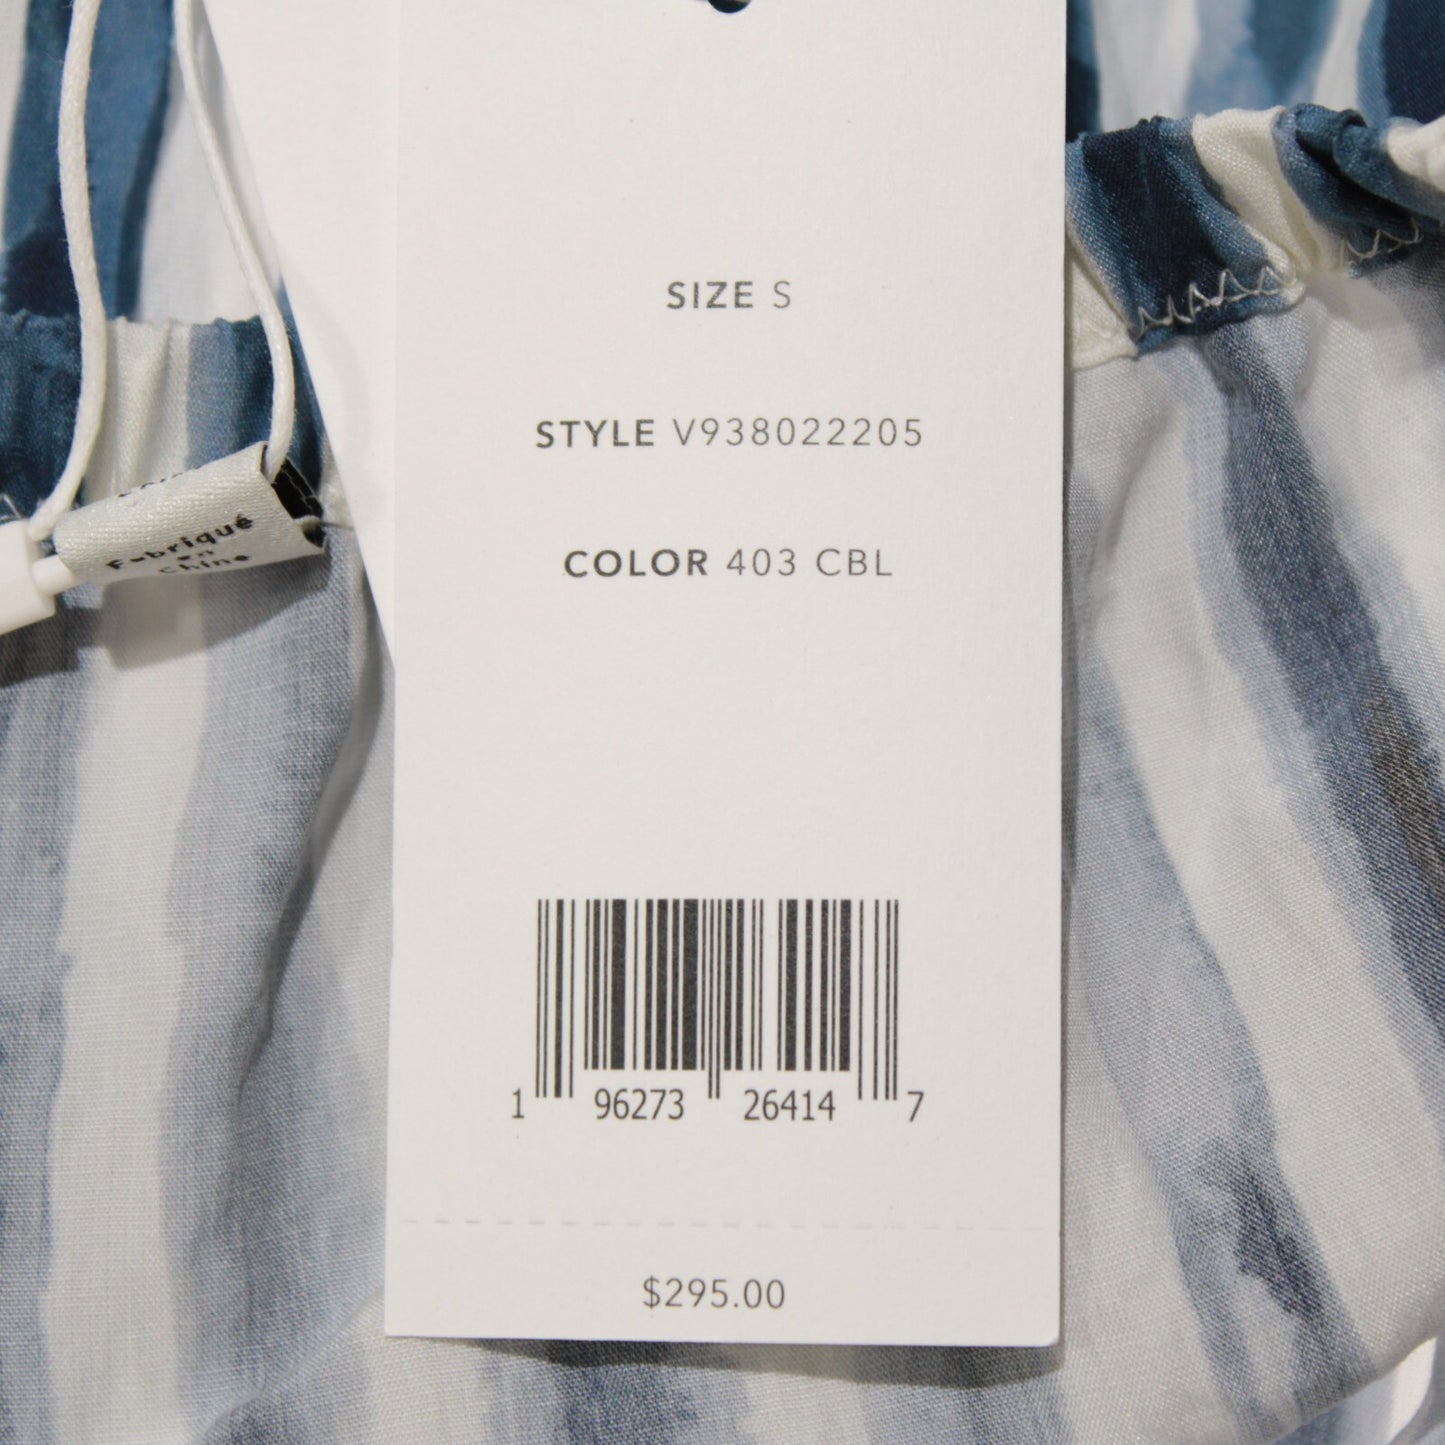 SIZE S
STYLE V938022205
COLOR 403 CBL
1 96273 26414 7
$295.00
Fabriqué
en
Chine